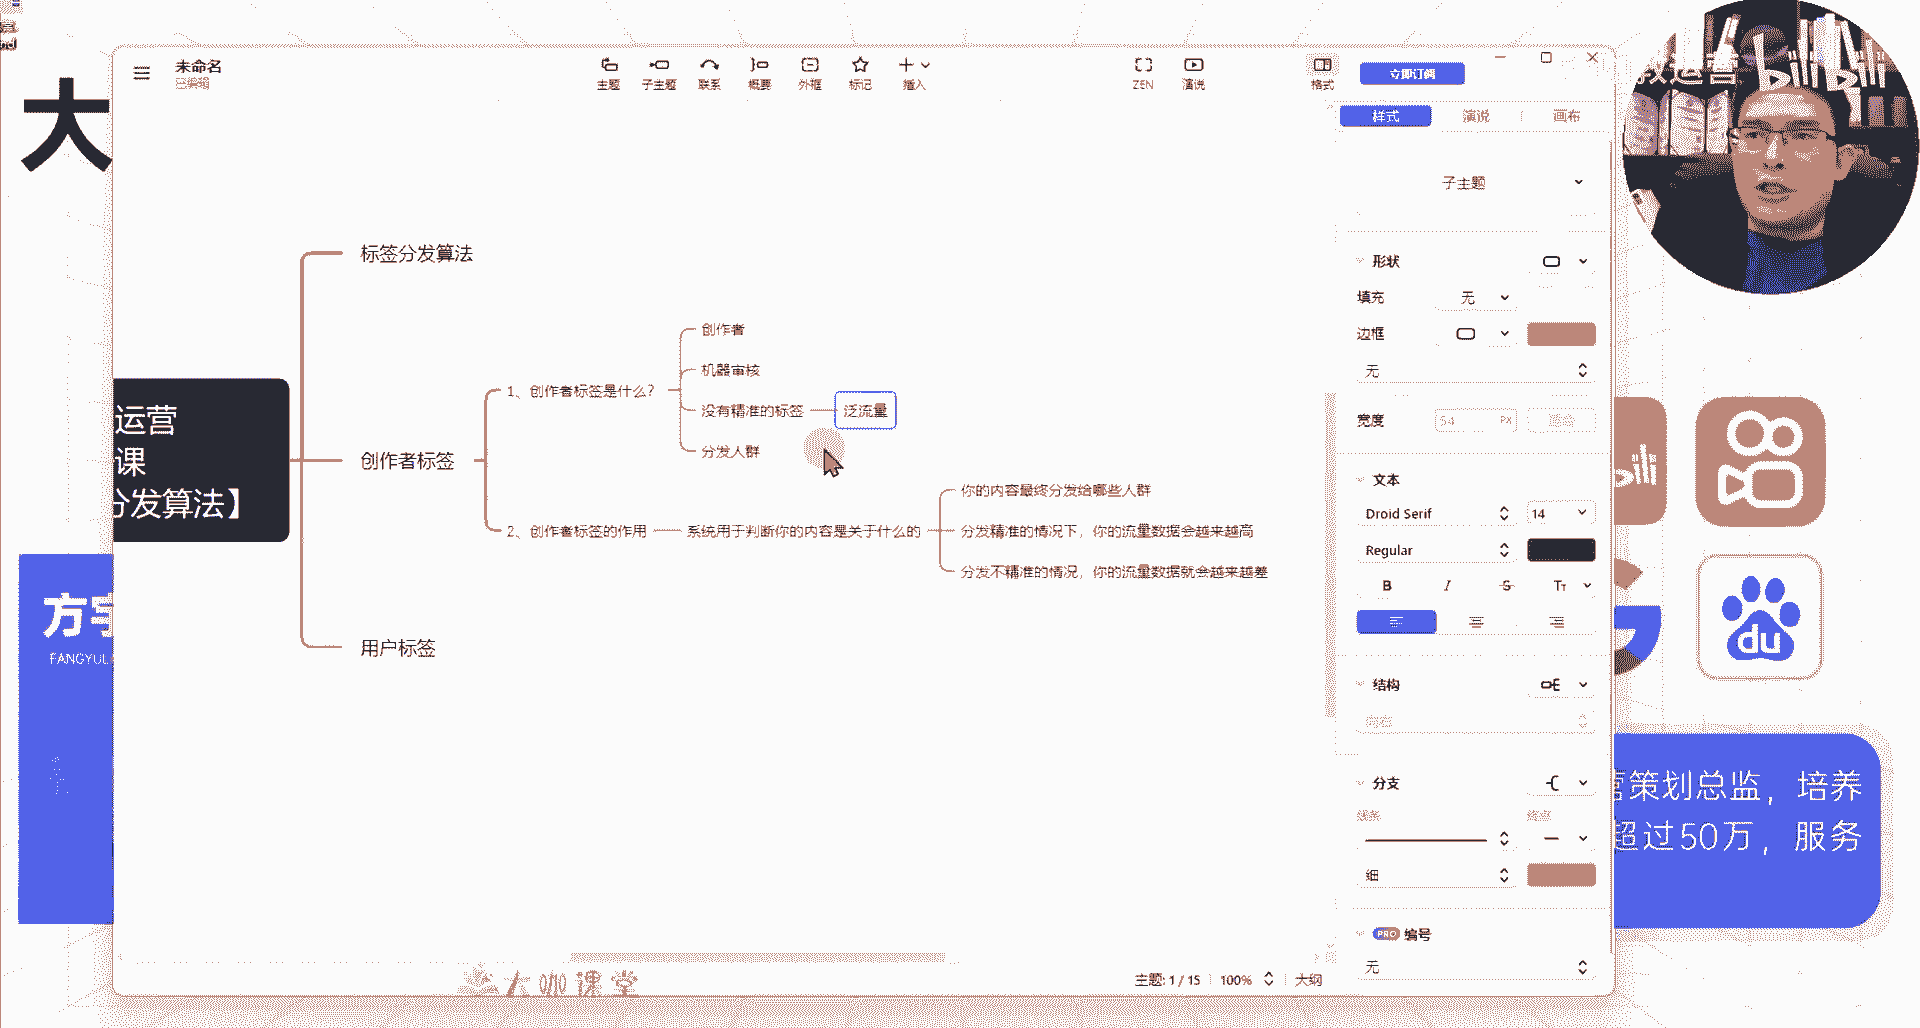 大
未命名
已编辑
主题
子主题
联系
概要
外框
标记
插入
ZEN
演说
格式
立即订阅
教运营
bilibili
样式
演说
画布
子主题
形状
填充
无
边框
无
宽度
54
PX
文本
Droid Serif
14
Regular
B
I
S
TT
结构
分支
线条
终点
细
PRO
编号
无
运营
课
分发算法】
标签分发算法
创作者标签
用户标签
1、创作者标签是什么?
创作者
机器审核
没有精准的标签
泛流量
分发人群
2、创作者标签的作用
系统用于判断你的内容是关于什么的
你的内容最终分发给哪些人群
分发精准的情况下，你的流量数据会越来越高
分发不精准的情况，你的流量数据就会越来越差
方宇
FANGYU
bili
du
营策划总监，培养
超过50万，服务
大咖课堂
主题: 1 / 15
100%
大纲